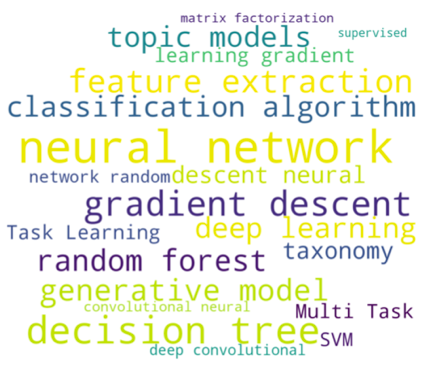 matrix factorization
topic models supervised
learning gradient
feature extraction
classification algorithm
neural network
network random descent neural
gradient descent
Task Learning deep learning
random forest taxonomy
generative model
convolutional neural Multi Task
decision tree SVM
deep convolutional